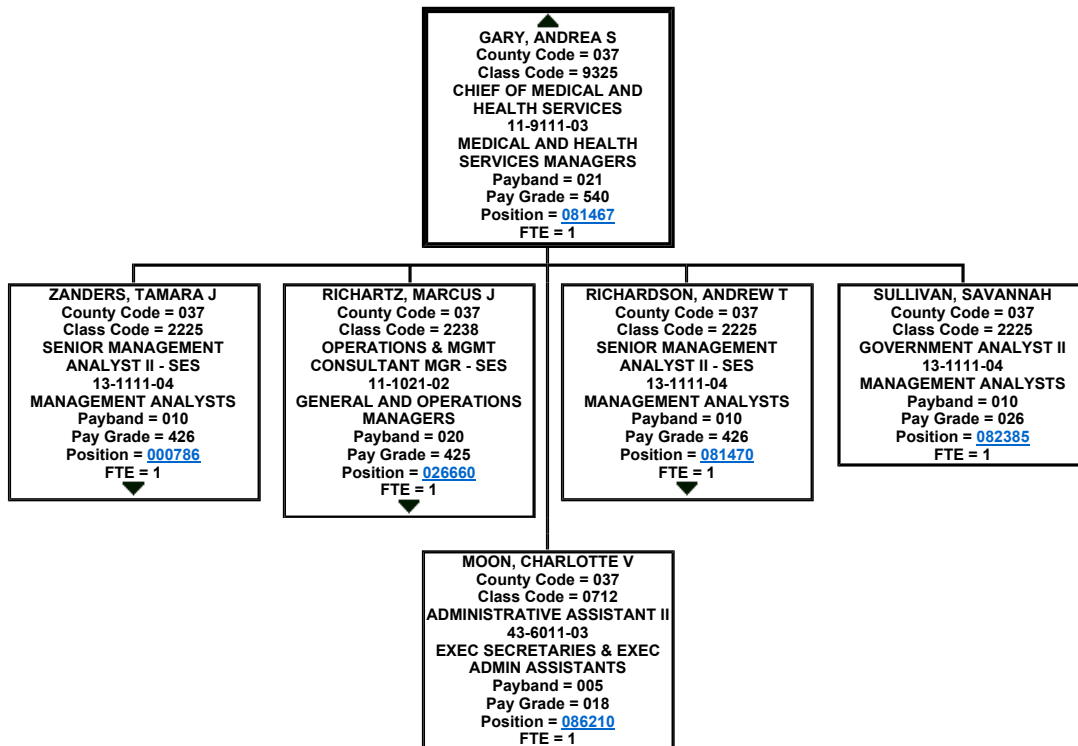 GARY, ANDREA S
County Code = 037
Class Code = 9325
CHIEF OF MEDICAL AND
HEALTH SERVICES
11-9111-03
MEDICAL AND HEALTH
SERVICES MANAGERS
Payband = 021
Pay Grade = 540
Position = 081467
FTE = 1
ZANDERS, TAMARA J
County Code = 037
Class Code = 2225
SENIOR MANAGEMENT
ANALYST II - SES
13-1111-04
MANAGEMENT ANALYSTS
Payband = 010
Pay Grade = 426
Position = 000786
FTE = 1
RICHARTZ, MARCUS J
County Code = 037
Class Code = 2238
OPERATIONS & MGMT
CONSULTANT MGR - SES
11-1021-02
GENERAL AND OPERATIONS
MANAGERS
Payband = 020
Pay Grade = 425
Position = 026660
FTE = 1
RICHARDSON, ANDREW T
County Code = 037
Class Code = 2225
SENIOR MANAGEMENT
ANALYST II - SES
13-1111-04
MANAGEMENT ANALYSTS
Payband = 010
Pay Grade = 426
Position = 081470
FTE = 1
SULLIVAN, SAVANNAH
County Code = 037
Class Code = 2225
GOVERNMENT ANALYST II
13-1111-04
MANAGEMENT ANALYSTS
Payband = 010
Pay Grade = 026
Position = 082385
FTE = 1
MOON, CHARLOTTE V
County Code = 037
Class Code = 0712
ADMINISTRATIVE ASSISTANT II
43-6011-03
EXEC SECRETARIES & EXEC
ADMIN ASSISTANTS
Payband = 005
Pay Grade = 018
Position = 086210
FTE = 1